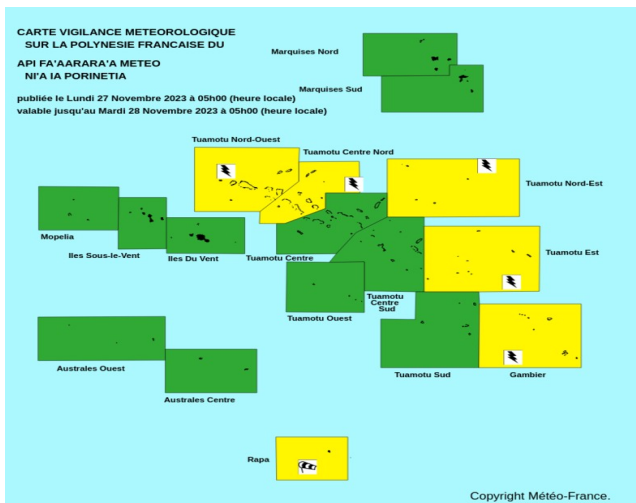 CARTE VIGILANCE METEOROLOGIQUE
SUR LA POLYNESIE FRANCAISE DU
API FA'AARARA'A METEO
NI'A IA PORINETIA
publiée le Lundi 27 Novembre 2023 à 05h00 (heure locale)
valable jusqu'au Mardi 28 Novembre 2023 à 05h00 (heure locale)
Marquises Nord
Marquises Sud
Tuamotu Nord-Ouest
Tuamotu Centre Nord
Tuamotu Nord-Est
Mopelia
Iles Sous-le-Vent
Iles Du Vent
Tuamotu Centre
Tuamotu Est
Tuamotu Ouest
Tuamotu
Centre
Sud
Australes Ouest
Australes Centre
Tuamotu Sud
Gambier
Rapa
Copyright Météo-France.